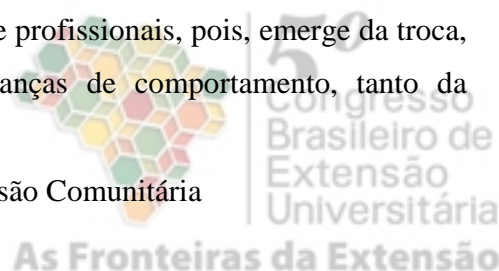 e profissionais, pois, emerge da troca,
anças de comportamento, tanto da
são Comunitária
5º
Congresso
Brasileiro de
Extensão
Universitária
As Fronteiras da Extensão